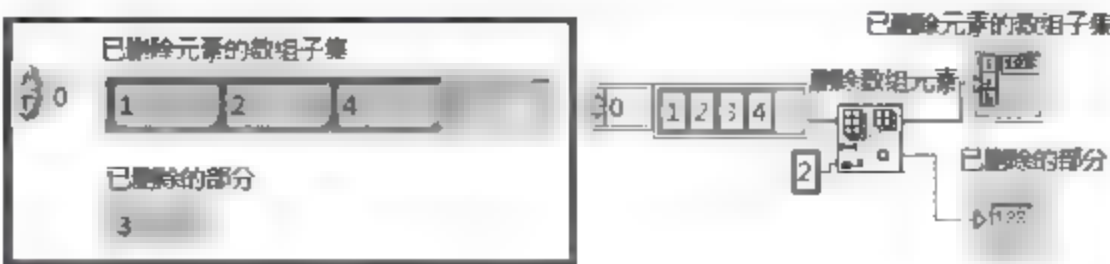 已删除元素的数组子集
0
1 2 4
已删除的部分
3
已删除元素的数组子集
删除数组元素
0 1 2 3 4
2
已删除的部分